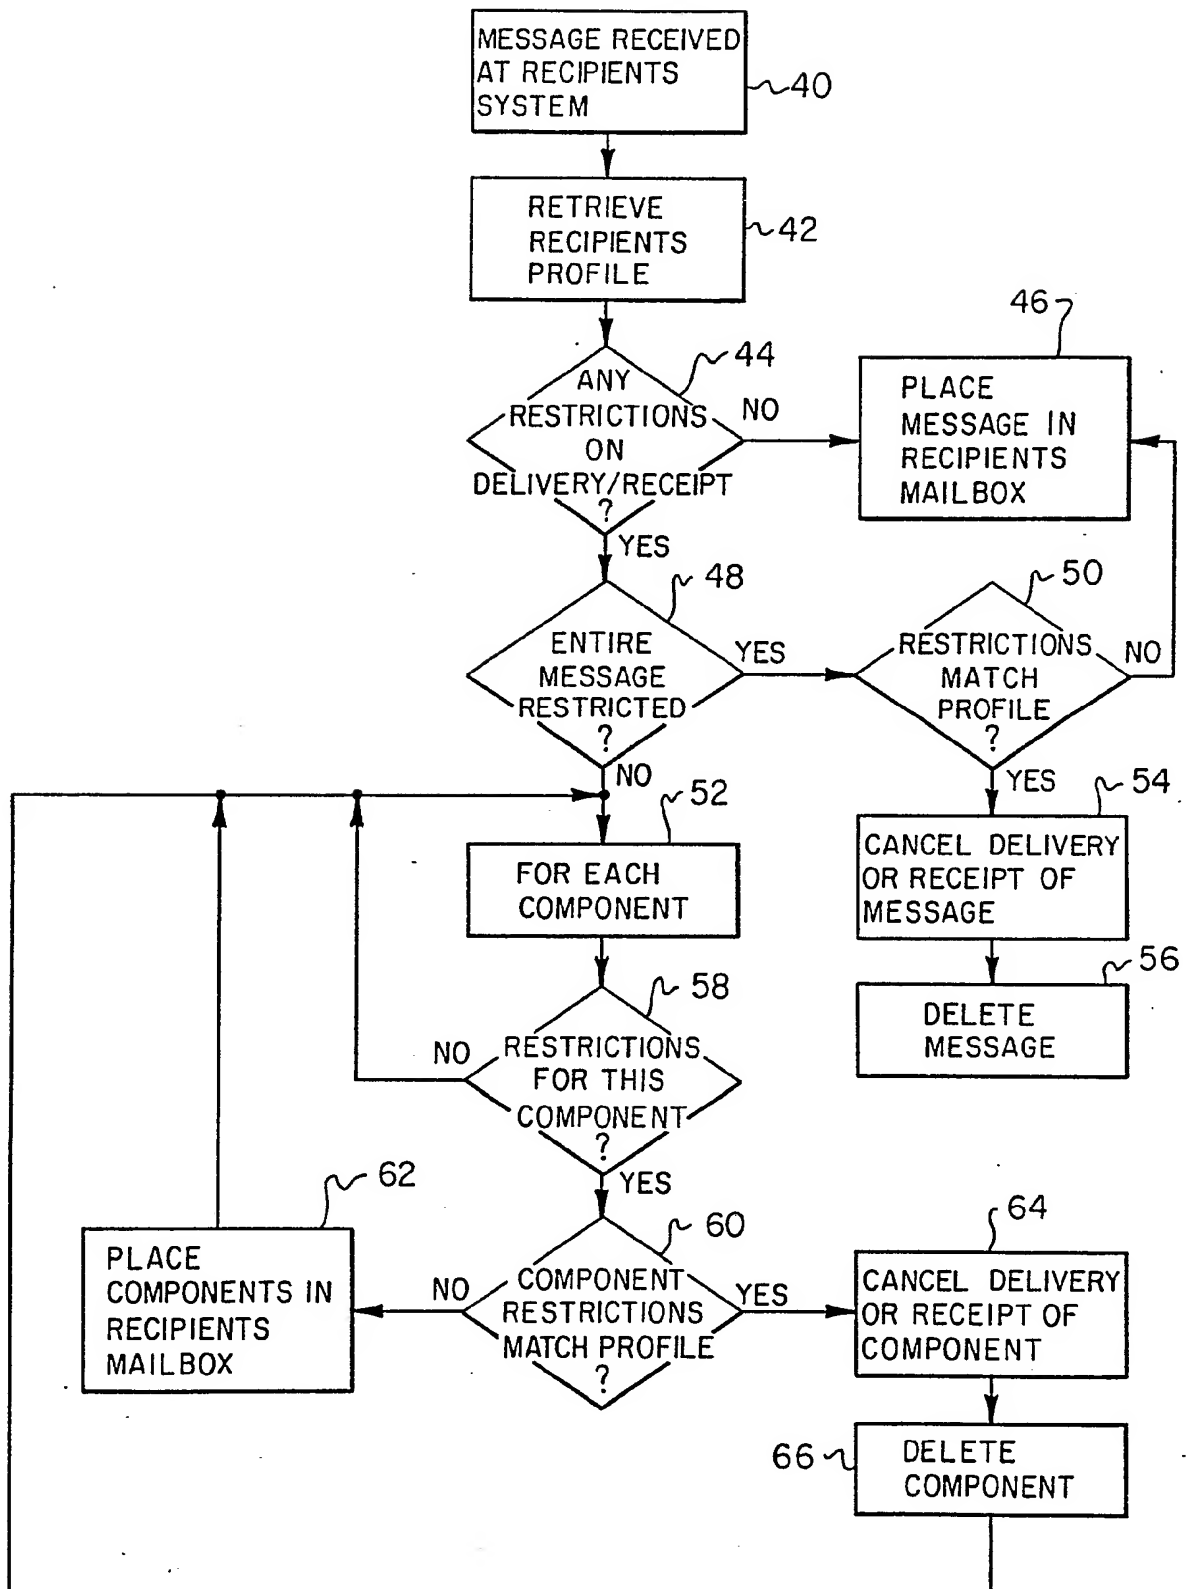 MESSAGE RECEIVED
AT RECIPIENTS
SYSTEM
40
RETRIEVE
RECIPIENTS
PROFILE
42
46
44
ANY
RESTRICTIONS
ON
DELIVERY/RECEIPT
?
NO
YES
PLACE
MESSAGE IN
RECIPIENTS
MAILBOX
48
ENTIRE
MESSAGE
RESTRICTED
?
YES
NO
50
RESTRICTIONS
MATCH
PROFILE
?
NO
YES
52
FOR EACH
COMPONENT
54
CANCEL DELIVERY
OR RECEIPT OF
MESSAGE
56
DELETE
MESSAGE
58
RESTRICTIONS
FOR THIS
COMPONENT
?
NO
YES
62
PLACE
COMPONENTS IN
RECIPIENTS
MAILBOX
60
COMPONENT
RESTRICTIONS
MATCH PROFILE
?
NO
YES
64
CANCEL DELIVERY
OR RECEIPT OF
COMPONENT
66
DELETE
COMPONENT